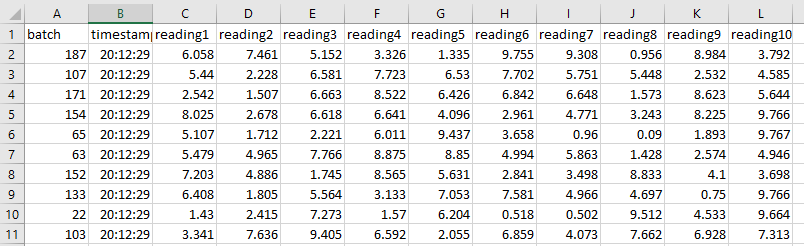 A B C D E F G H I J K L
1 batch timestamp reading1 reading2 reading3 reading4 reading5 reading6 reading7 reading8 reading9 reading10
2 187 20:12:29 6.058 7.461 5.152 3.326 1.335 9.755 9.308 0.956 8.984 3.792
3 107 20:12:29 5.44 2.228 6.581 7.723 6.53 7.702 5.751 5.448 2.532 4.585
4 171 20:12:29 2.542 1.507 6.663 8.522 6.426 6.842 6.648 1.573 8.623 5.644
5 154 20:12:29 8.025 2.678 6.618 6.641 4.096 2.961 4.771 3.243 8.225 9.766
6 65 20:12:29 5.107 1.712 2.221 6.011 9.437 3.658 0.96 0.09 1.893 9.767
7 63 20:12:29 5.479 4.965 7.766 8.875 8.85 4.994 5.863 1.428 2.574 4.946
8 152 20:12:29 7.203 4.886 1.745 8.565 5.631 2.841 3.498 8.833 4.1 3.698
9 133 20:12:29 6.408 1.805 5.564 3.133 7.053 7.581 4.966 4.697 0.75 9.766
10 22 20:12:29 1.43 2.415 7.273 1.57 6.204 0.518 0.502 9.512 4.533 9.664
11 103 20:12:29 3.341 7.636 9.405 6.592 2.055 6.859 4.073 7.662 6.928 7.313